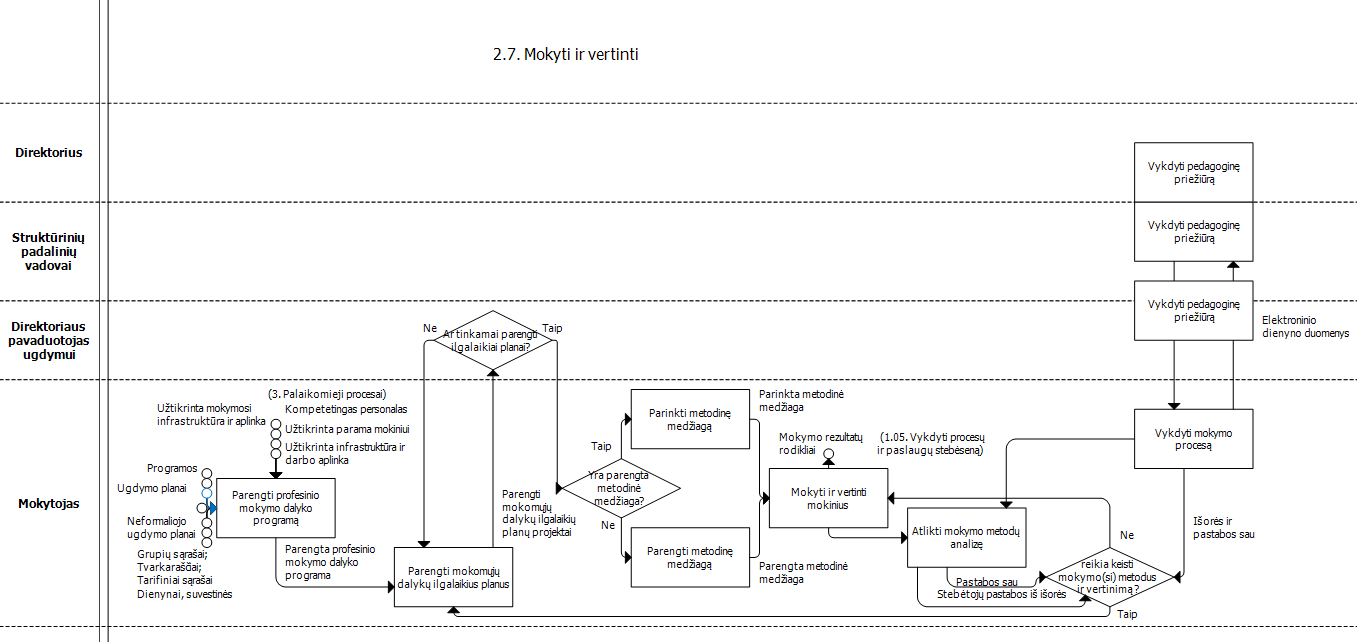 2.7. Mokyti ir vertinti
Direktorius
Vykdyti pedagoginę
priežiūrą
Struktūrinių
padalinių
vadovai
Vykdyti pedagoginę
priežiūrą
Direktoriaus
pavaduotojas
ugdymui
Ne
Ar tinkamai parengti
ilgalaikiai planai?
Taip
Vykdyti pedagoginę
priežiūrą
Elektroninio
dienyno duomenys
Mokytojas
(3. Palaikomieji procesai)
Kompetetingas personalas
Užtikrinta mokymosi
infrastruktūra ir aplinka
Užtikrinta parama mokiniui
Užtikrinta infrastruktūra ir
darbo aplinka
Programos
Ugdymo planai
Neformaliojo
ugdymo planai
Grupių sąrašai;
Tvarkaraščiai;
Tarifiniai sąrašai
Dienynai, suvestinės
Parengti profesinio
mokymo dalyko
programą
Parengta profesinio
mokymo dalyko
programa
Parengti mokomųjų
dalykų ilgalaikius planus
Parengti
mokomųjų
dalykų ilgalaikių
planų projektai
Yra parengta
metodinė
medžiaga?
Taip
Ne
Parinkti metodinę
medžiagą
Parinkta metodinė
medžiaga
Parengti metodinę
medžiagą
Parengta metodinė
medžiaga
Mokymo rezultatų
rodikliai
(1.05. Vykdyti procesų
ir paslaugų stebėseną)
Mokyti ir vertinti
mokinius
Atlikti mokymo metodų
analizę
Pastabos sau
Stebėtojų pastabos iš išorės
Vykdyti mokymo
procesą
Išorės ir
pastabos sau
Ne
reikia keisti
mokymo(si) metodus
ir vertinimą?
Taip